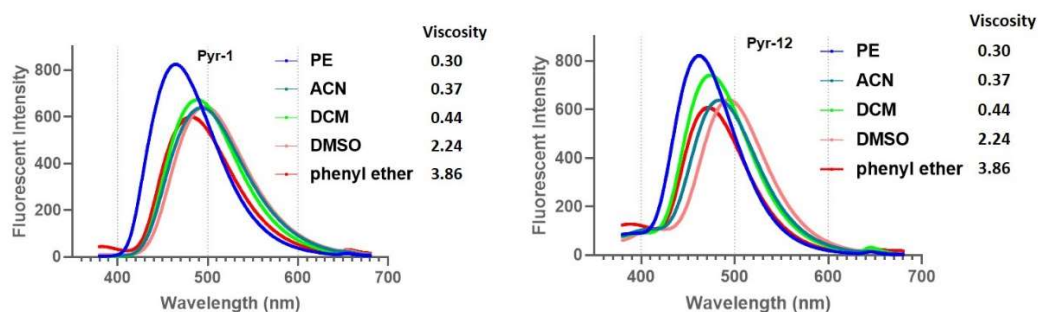 Viscosity
Pyr-1
PE 0.30
ACN 0.37
DCM 0.44
DMSO 2.24
phenyl ether 3.86
Fluorescent Intensity
800
600
400
200
0
400 500 600 700
Wavelength (nm)
Viscosity
Pyr-12
PE 0.30
ACN 0.37
DCM 0.44
DMSO 2.24
phenyl ether 3.86
Fluorescent Intensity
800
600
400
200
0
400 500 600 700
Wavelength (nm)